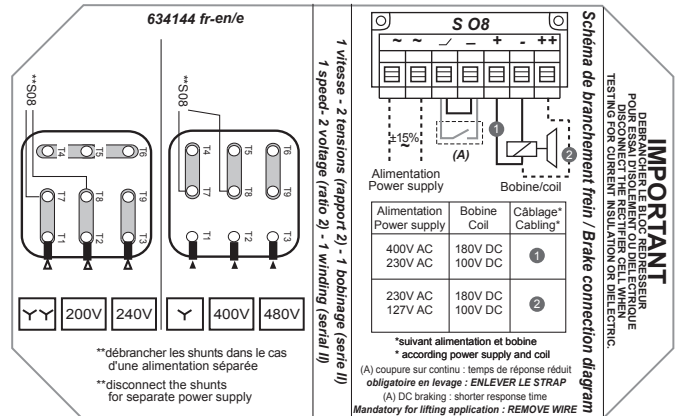 634144 fr-en/e
**S08
T4
T5
T6
T7
T8
T9
T1
T2
T3
**S08
T4
T5
T6
T7
T8
T9
T1
T2
T3
200V
240V
400V
480V
**débrancher les shunts dans le cas
d'une alimentation séparée
**disconnect the shunts
for separate power supply
1 vitesse - 2 tensions (rapport 2) - 1 bobinage (serie II)
1 speed- 2 voltage (ratio 2) - 1 winding (serial II)
S O8
~ ~ _/ _ + - ++
±15%
~
(A)
1
2
Alimentation
Power supply
Bobine/coil
Alimentation
Power supply
Bobine
Coil
Câblage*
Cabling*
400V AC
230V AC
180V DC
100V DC
1
230V AC
127V AC
180V DC
100V DC
2
*suivant alimentation et bobine
* according power supply and coil
(A) coupure sur continu : temps de réponse réduit
obligatoire en levage : ENLEVER LE STRAP
(A) DC braking : shorter response time
Mandatory for lifting application : REMOVE WIRE
Schéma de branchement frein / Brake connection diagram
IMPORTANT
DEBRANCHER LE BLOC REDRESSEUR
POUR ESSAI D'ISOLEMENT OU DIELECTRIQUE
DISCONNECT THE RECTIFIER CELL WHEN
TESTING FOR CURRENT INSULATION OR DIELECTRIC.